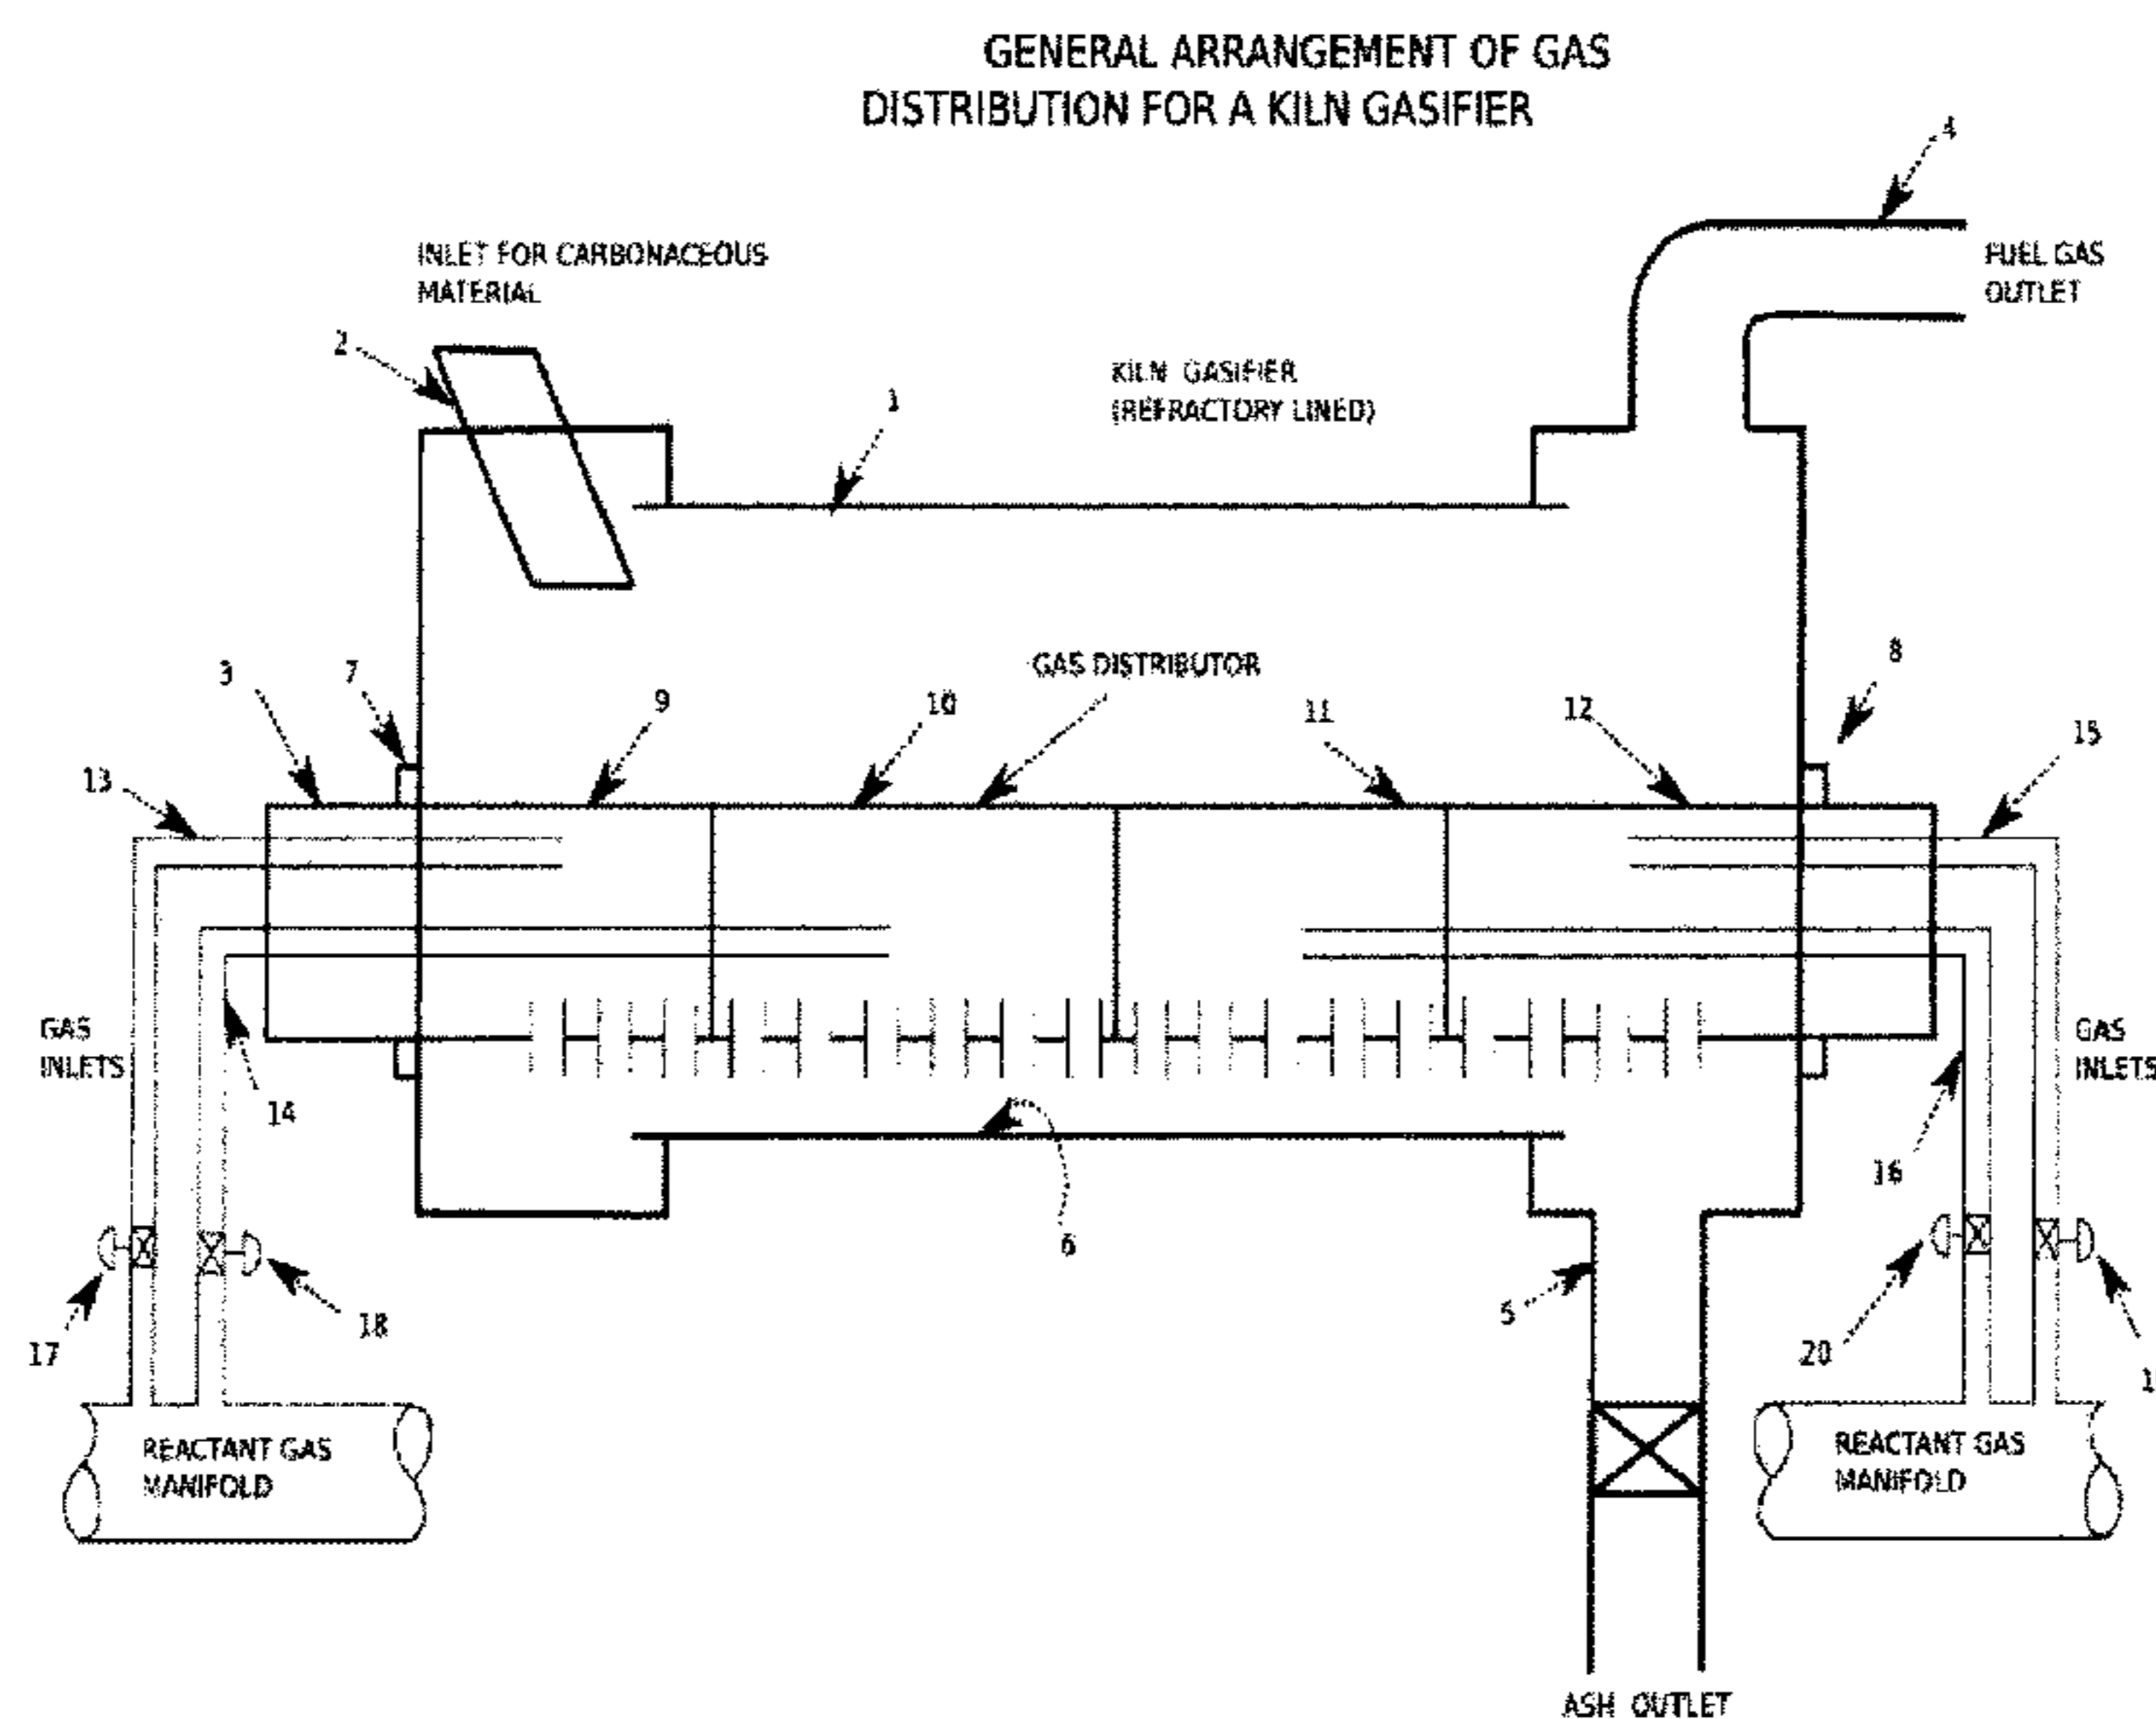 GENERAL ARRANGEMENT OF GAS
DISTRIBUTION FOR A KILN GASIFIER
4
INLET FOR CARBONACEOUS
MATERIAL
FUEL GAS
OUTLET
2
KILN GASIFIER
(REFRACTORY LINED)
1
3
7
9
10
GAS DISTRIBUTOR
11
12
8
15
13
GAS
INLETS
14
GAS
INLETS
16
6
17
18
5
20
1
REACTANT GAS
MANIFOLD
REACTANT GAS
MANIFOLD
ASH OUTLET